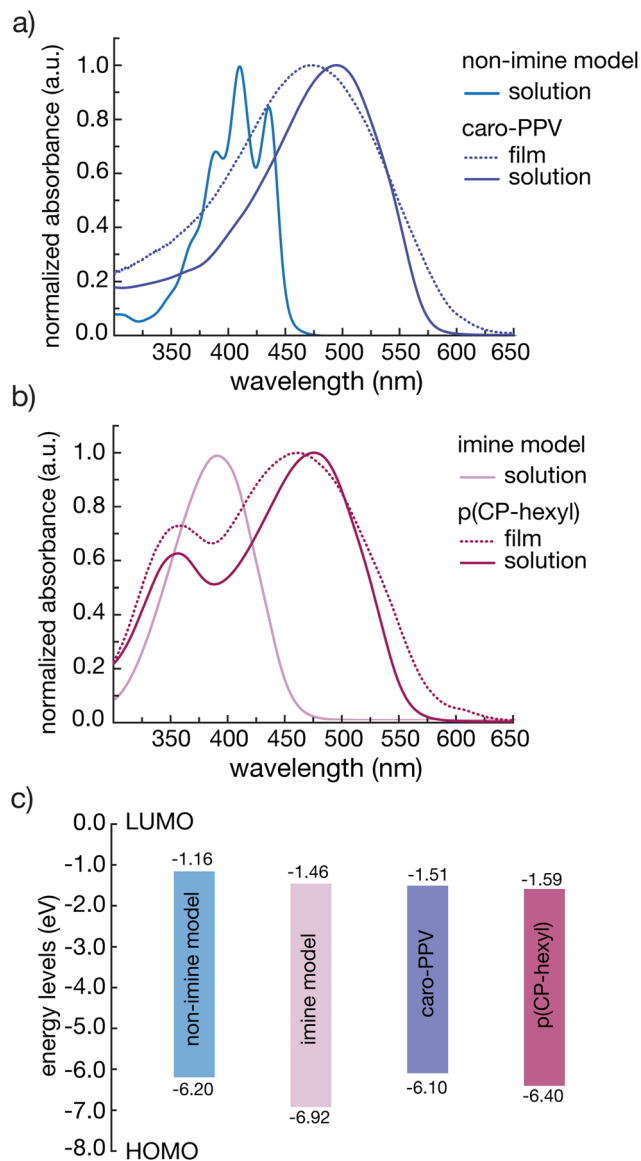 a)
normalized absorbance (a.u.)
1.0
0.8
0.6
0.4
0.2
0.0
350 400 450 500 550 600 650
wavelength (nm)
non-imine model
solution
caro-PPV
film
solution
b)
normalized absorbance (a.u.)
1.0
0.8
0.6
0.4
0.2
0.0
350 400 450 500 550 600 650
wavelength (nm)
imine model
solution
p(CP-hexyl)
film
solution
c)
energy levels (eV)
0.0
-1.0
-2.0
-3.0
-4.0
-5.0
-6.0
-7.0
-8.0
LUMO
HOMO
-1.16
non-imine model
-6.20
-1.46
imine model
-6.92
-1.51
caro-PPV
-6.10
-1.59
p(CP-hexyl)
-6.40